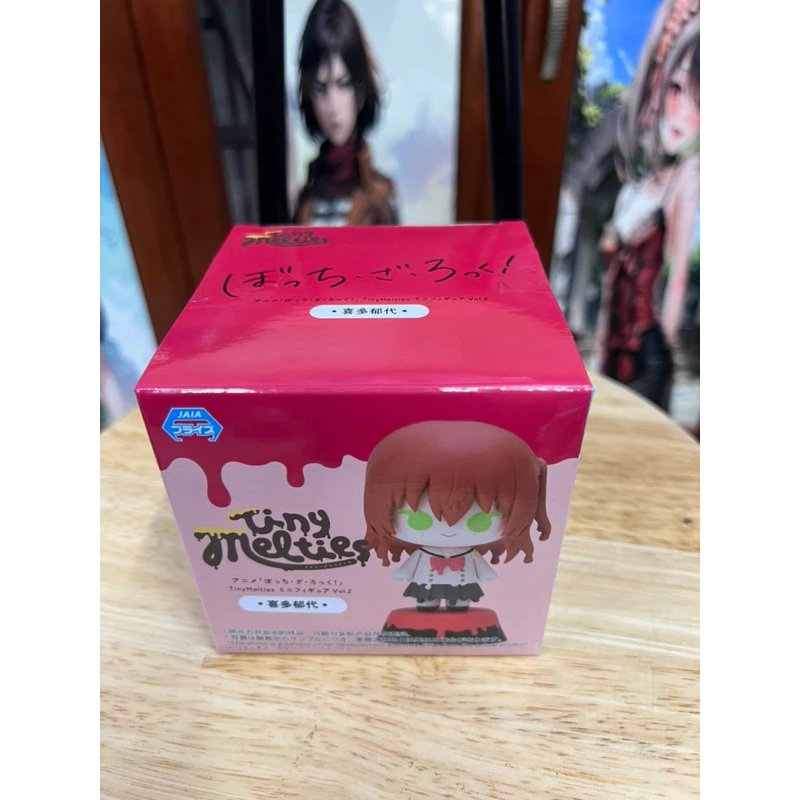 Tiny
Melties
ぼっち・ざ・ろっく!
アニメ「ぼっち・ざ・ろっく!」TinyMelties ミニフィギュア Vol.2
・喜多郁代・
JAIA
プライズ
Tiny
Melties
アニメ「ぼっち・ざ・ろっく!」
TinyMelties ミニフィギュア Vol.2
・喜多郁代・